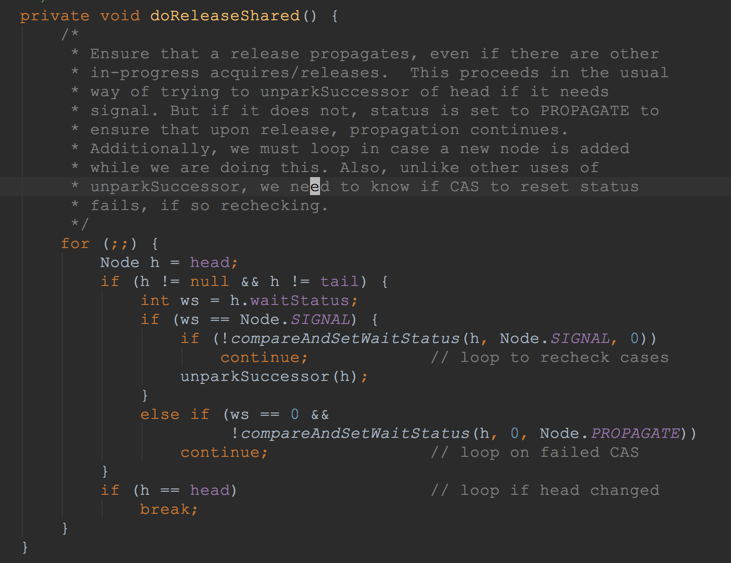 private void doReleaseShared() {
    /*
     * Ensure that a release propagates, even if there are other
     * in-progress acquires/releases.  This proceeds in the usual
     * way of trying to unparkSuccessor of head if it needs
     * signal. But if it does not, status is set to PROPAGATE to
     * ensure that upon release, propagation continues.
     * Additionally, we must loop in case a new node is added
     * while we are doing this. Also, unlike other uses of
     * unparkSuccessor, we need to know if CAS to reset status
     * fails, if so rechecking.
     */
    for (;;) {
        Node h = head;
        if (h != null && h != tail) {
            int ws = h.waitStatus;
            if (ws == Node.SIGNAL) {
                if (!compareAndSetWaitStatus(h, Node.SIGNAL, 0))
                    continue;            // loop to recheck cases
                unparkSuccessor(h);
            }
            else if (ws == 0 &&
                     !compareAndSetWaitStatus(h, 0, Node.PROPAGATE))
                continue;                // loop on failed CAS
        }
        if (h == head)                   // loop if head changed
            break;
    }
}